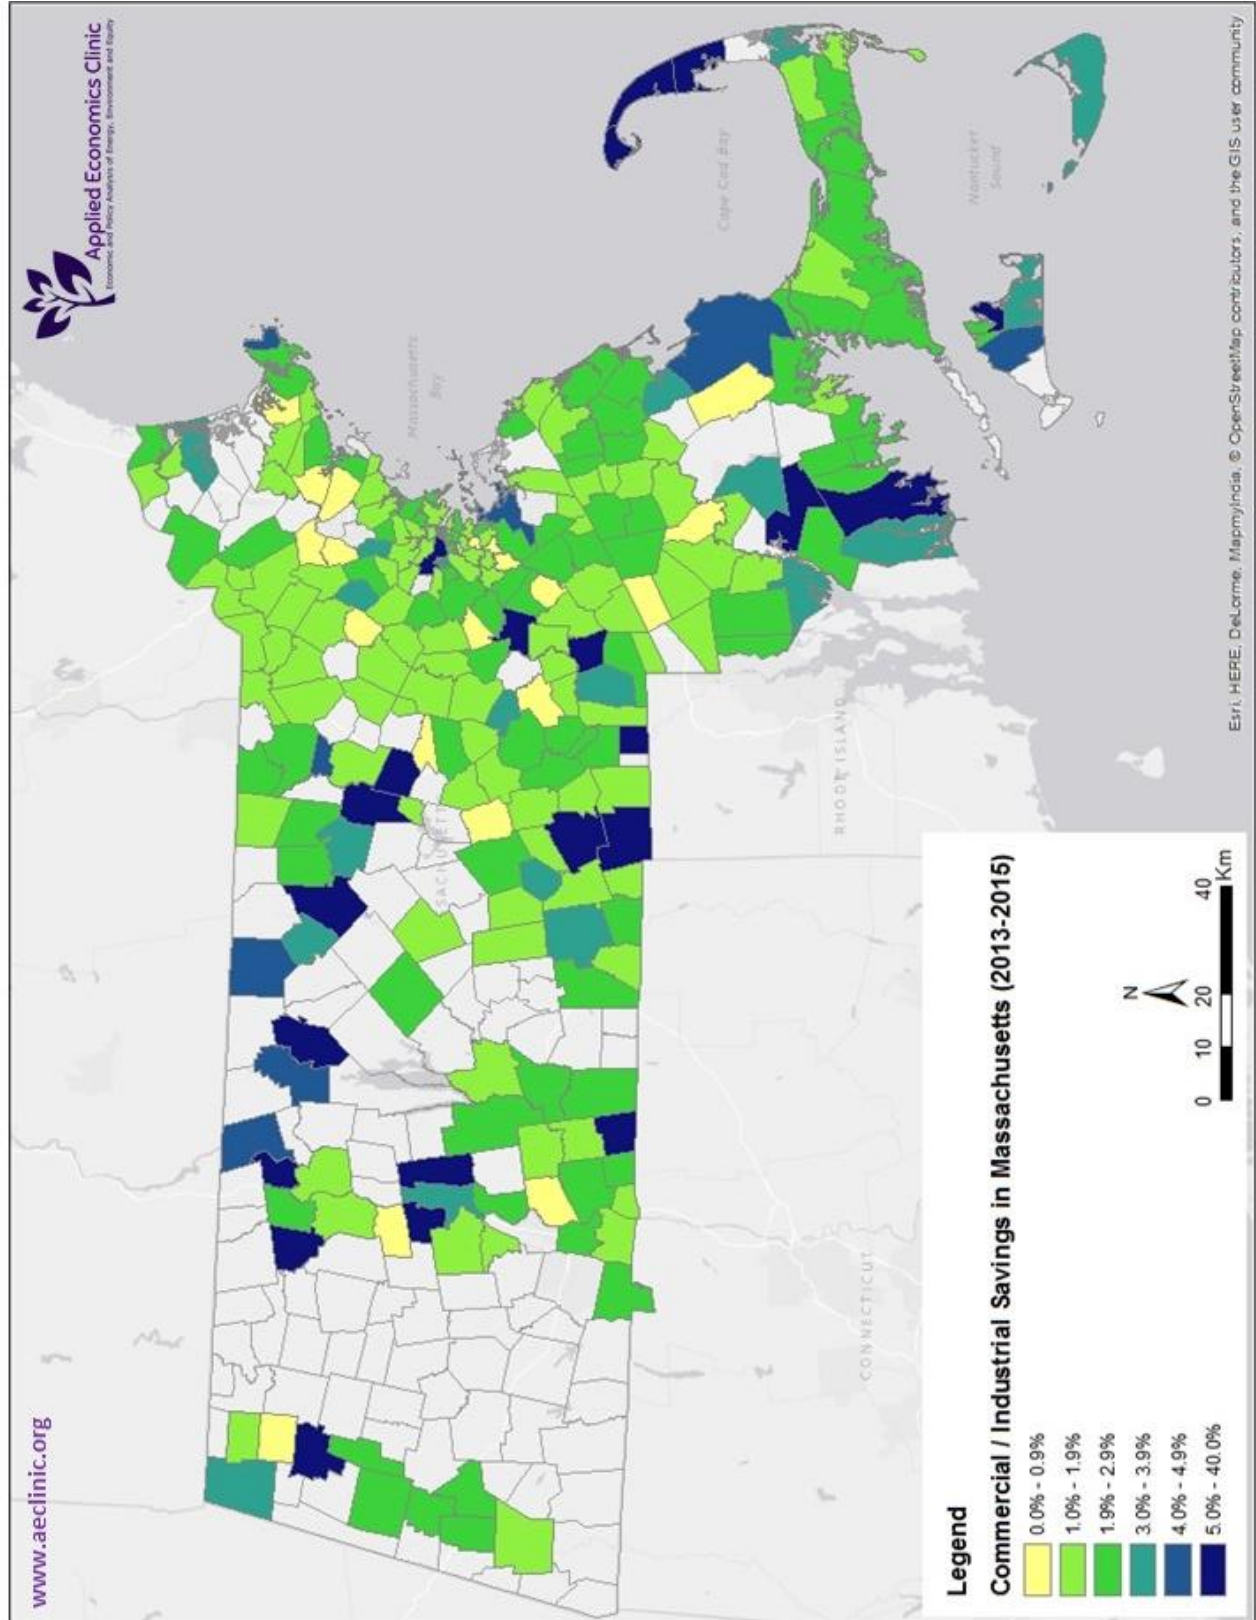 www.aeclinic.org
Applied Economics Clinic
Economic and Policy Analysis of Energy, Environment and Equity
Massachusetts
Bay
Cape Cod Bay
Nantucket
Sound
SACHUSETT
RHODE ISLAND
CONNECTICUT
Legend
Commercial / Industrial Savings in Massachusetts (2013-2015)
0.0% - 0.9%
1.0% - 1.9%
1.9% - 2.9%
3.0% - 3.9%
4.0% - 4.9%
5.0% - 40.0%
N
0 10 20 40
Km
Esri, HERE, DeLorme, MapmyIndia, © OpenStreetMap contributors, and the GIS user community